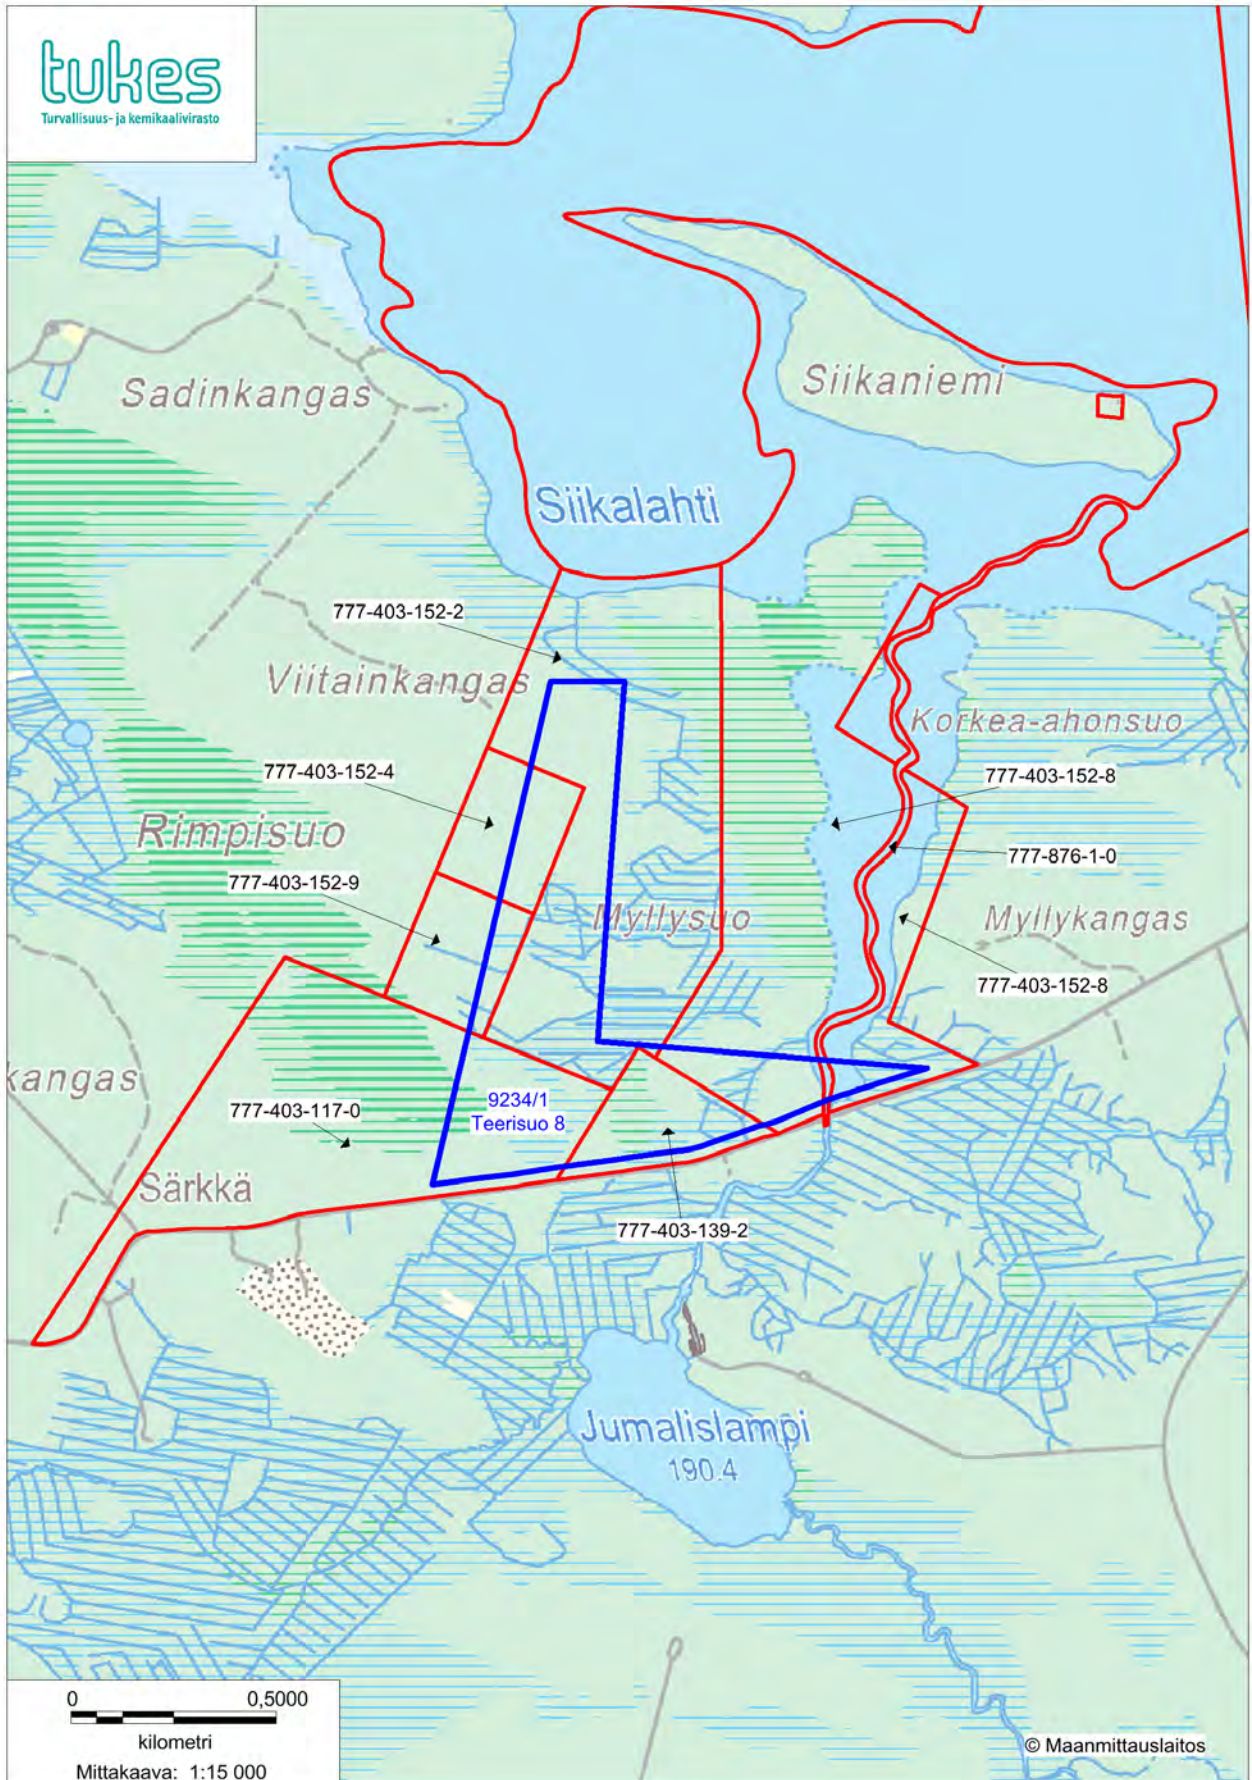 tukes
Turvallisuus- ja kemikaalivirasto
Sadinkangas
Siikaniemi
Siikalahti
777-403-152-2
Viitainkangas
Korkea-ahonsuo
777-403-152-4
777-403-152-8
Rimpisuo
777-876-1-0
777-403-152-9
Myllysuo
Myllykangas
777-403-152-8
kangas
9234/1
Teerisuo 8
777-403-117-0
Särkkä
777-403-139-2
Jumalislampi
190.4
0 0,5000
kilometri
Mittakaava: 1:15 000
© Maanmittauslaitos